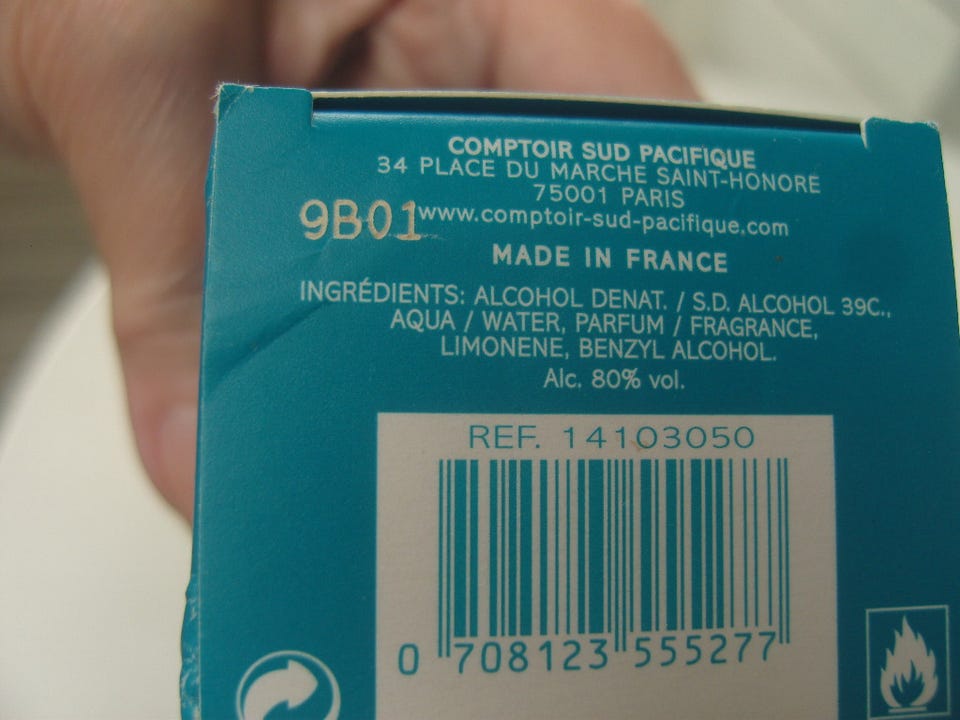 COMPTOIR SUD PACIFIQUE
34 PLACE DU MARCHE SAINT-HONORÉ
75001 PARIS
9B01
www.comptoir-sud-pacifique.com
MADE IN FRANCE
INGRÉDIENTS: ALCOHOL DENAT. / S.D. ALCOHOL 39C.,
AQUA / WATER, PARFUM / FRAGRANCE,
LIMONENE, BENZYL ALCOHOL.
Alc. 80% vol.
REF. 14103050
0 708123 555277